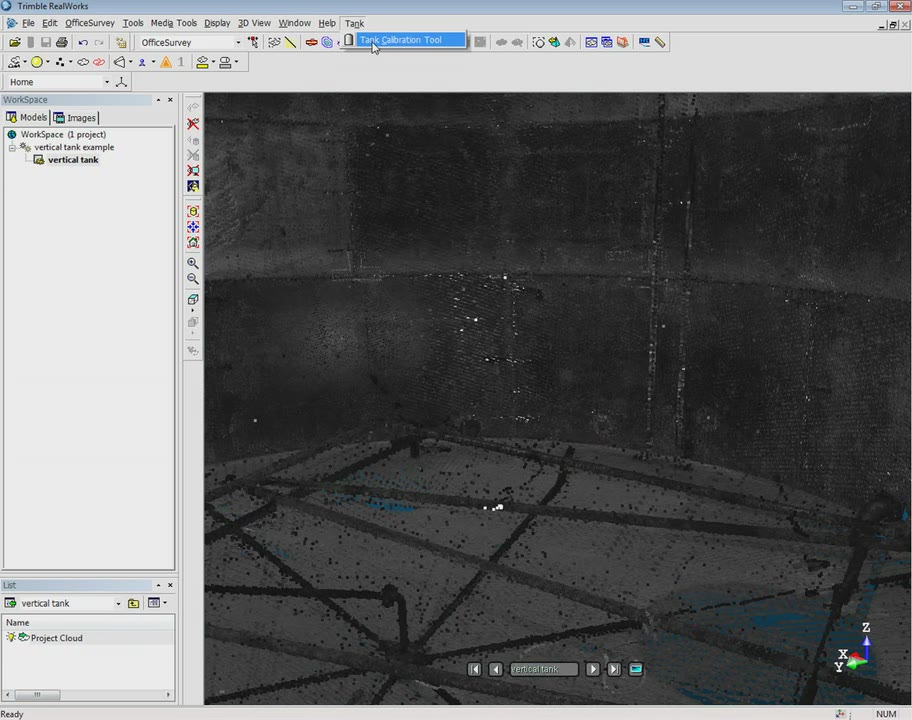 Trimble RealWorks
File Edit OfficeSurvey Tools Media Tools Display 3D View Window Help Tank
OfficeSurvey
Tank Calibration Tool
1
Home
WorkSpace
Models Images
WorkSpace (1 project)
vertical tank example
vertical tank
List
vertical tank
Name
Project Cloud
vertical tank
Z
X
Y
Ready
NUM